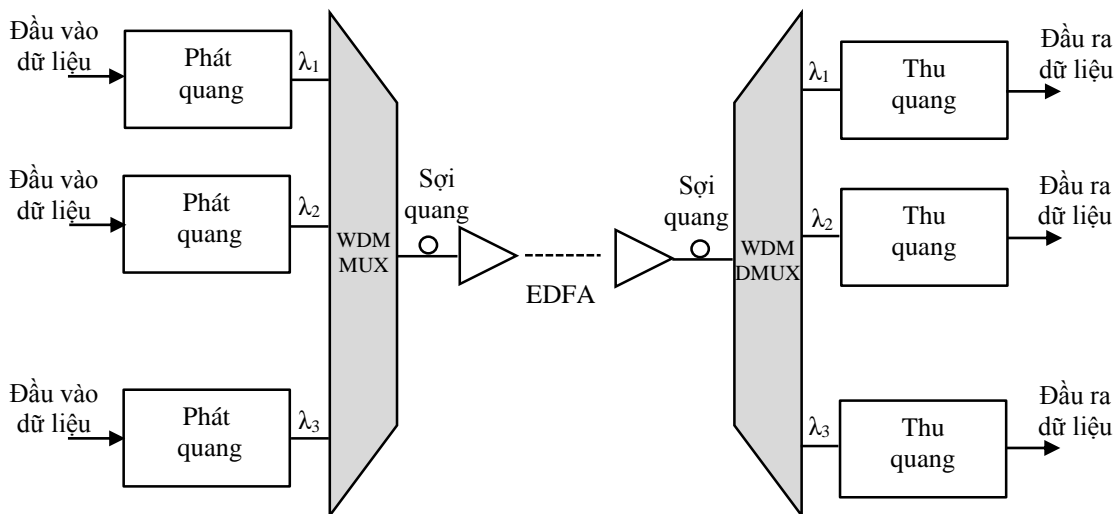 Đầu vào
dữ liệu
Phát
quang
λ1
λ1
Thu
quang
Đầu ra
dữ liệu
Đầu vào
dữ liệu
Phát
quang
λ2
Sợi
quang
Sợi
quang
λ2
Thu
quang
Đầu ra
dữ liệu
WDM
MUX
EDFA
WDM
DMUX
Đầu vào
dữ liệu
Phát
quang
λ3
λ3
Thu
quang
Đầu ra
dữ liệu